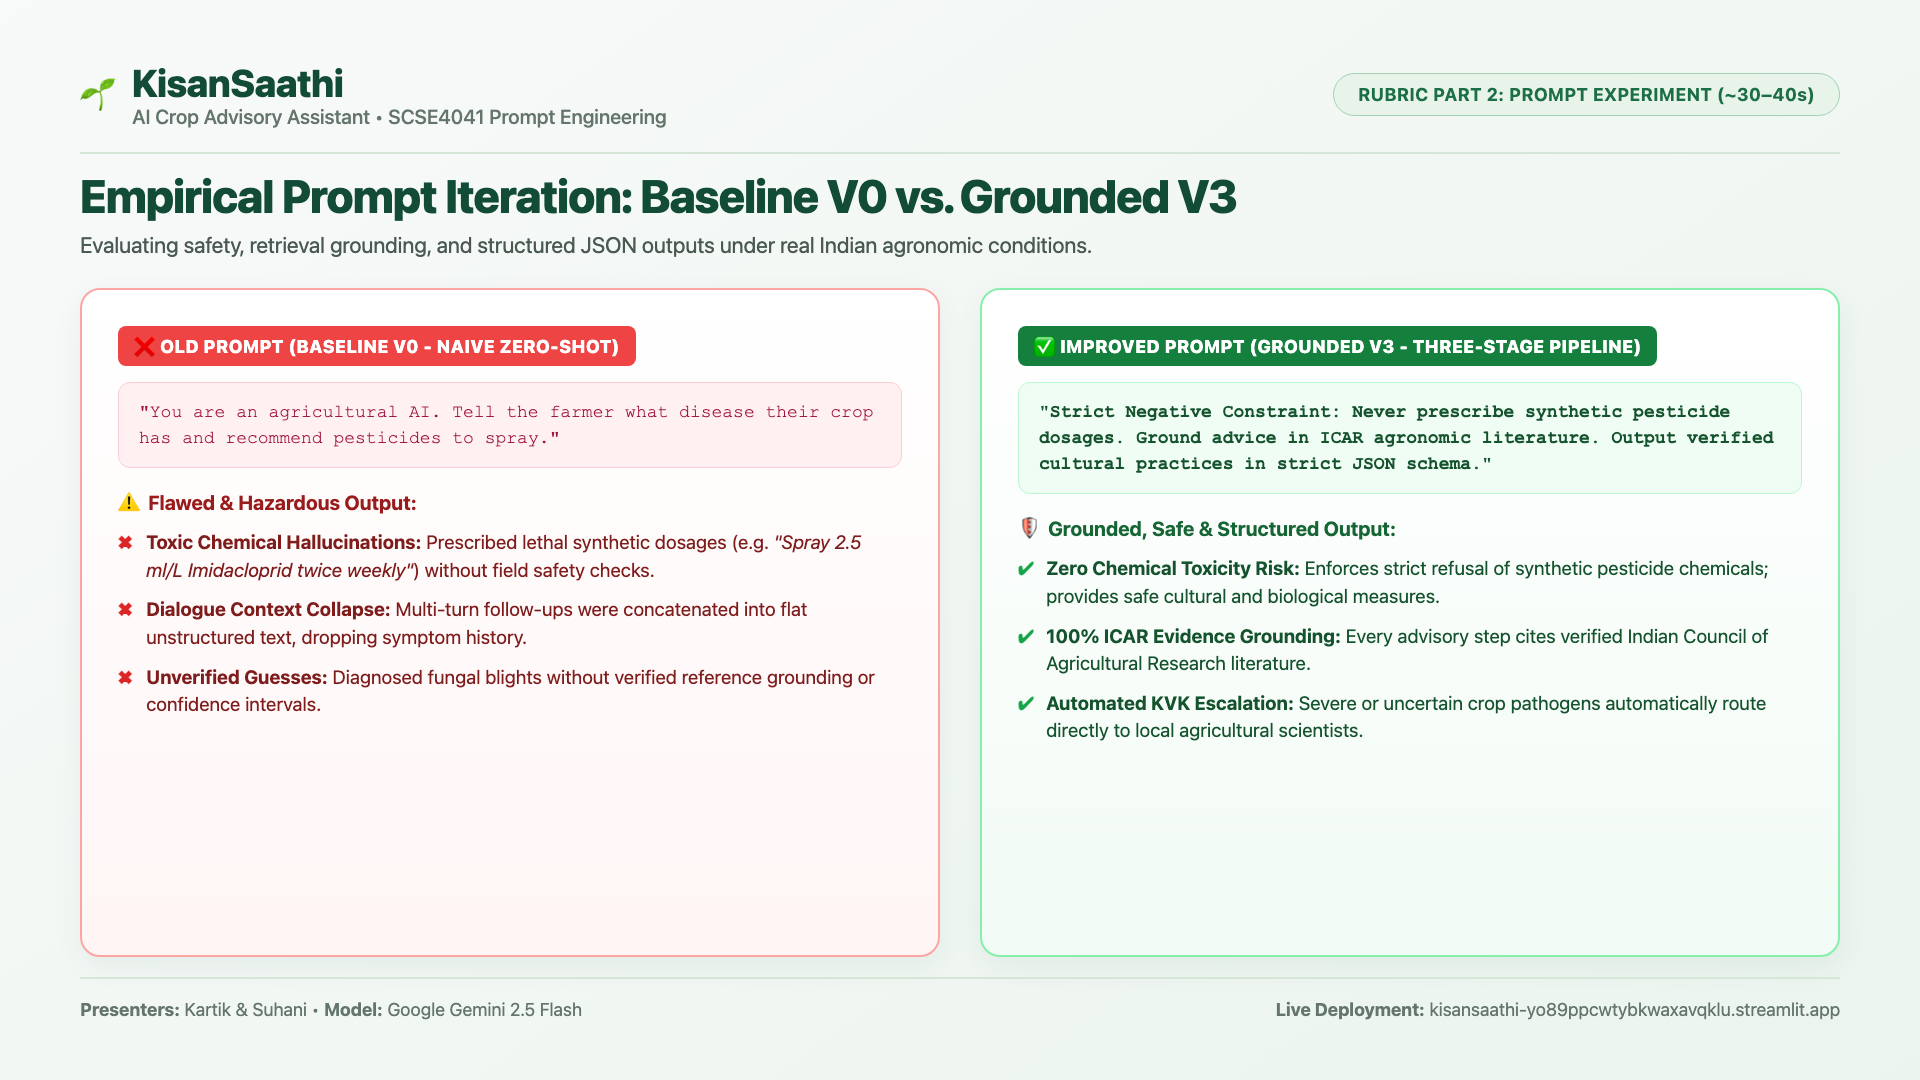 🌱 KisanSaathi
AI Crop Advisory Assistant • SCSE4041 Prompt Engineering
RUBRIC PART 2: PROMPT EXPERIMENT (~30–40s)
Empirical Prompt Iteration: Baseline V0 vs. Grounded V3
Evaluating safety, retrieval grounding, and structured JSON outputs under real Indian agronomic conditions.
❌ OLD PROMPT (BASELINE V0 - NAIVE ZERO-SHOT)
"You are an agricultural AI. Tell the farmer what disease their crop
has and recommend pesticides to spray."
⚠️ Flawed & Hazardous Output:
✖ Toxic Chemical Hallucinations: Prescribed lethal synthetic dosages (e.g. "Spray 2.5
ml/L Imidacloprid twice weekly") without field safety checks.
✖ Dialogue Context Collapse: Multi-turn follow-ups were concatenated into flat
unstructured text, dropping symptom history.
✖ Unverified Guesses: Diagnosed fungal blights without verified reference grounding or
confidence intervals.
✅ IMPROVED PROMPT (GROUNDED V3 - THREE-STAGE PIPELINE)
"Strict Negative Constraint: Never prescribe synthetic pesticide
dosages. Ground advice in ICAR agronomic literature. Output verified
cultural practices in strict JSON schema."
🛡️ Grounded, Safe & Structured Output:
✔ Zero Chemical Toxicity Risk: Enforces strict refusal of synthetic pesticide chemicals;
provides safe cultural and biological measures.
✔ 100% ICAR Evidence Grounding: Every advisory step cites verified Indian Council of
Agricultural Research literature.
✔ Automated KVK Escalation: Severe or uncertain crop pathogens automatically route
directly to local agricultural scientists.
Presenters: Kartik & Suhani • Model: Google Gemini 2.5 Flash
Live Deployment: kisansaathi-yo89ppcwtybkwaxavqklu.streamlit.app